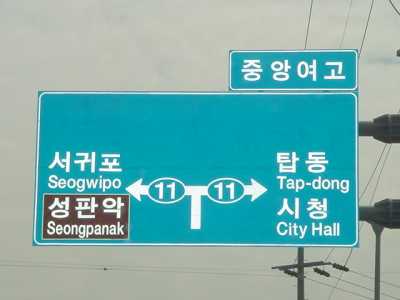 중앙여고
서귀포
Seogwipo
성판악
Seongpanak
11 11
탑동
Tap-dong
시청
City Hall